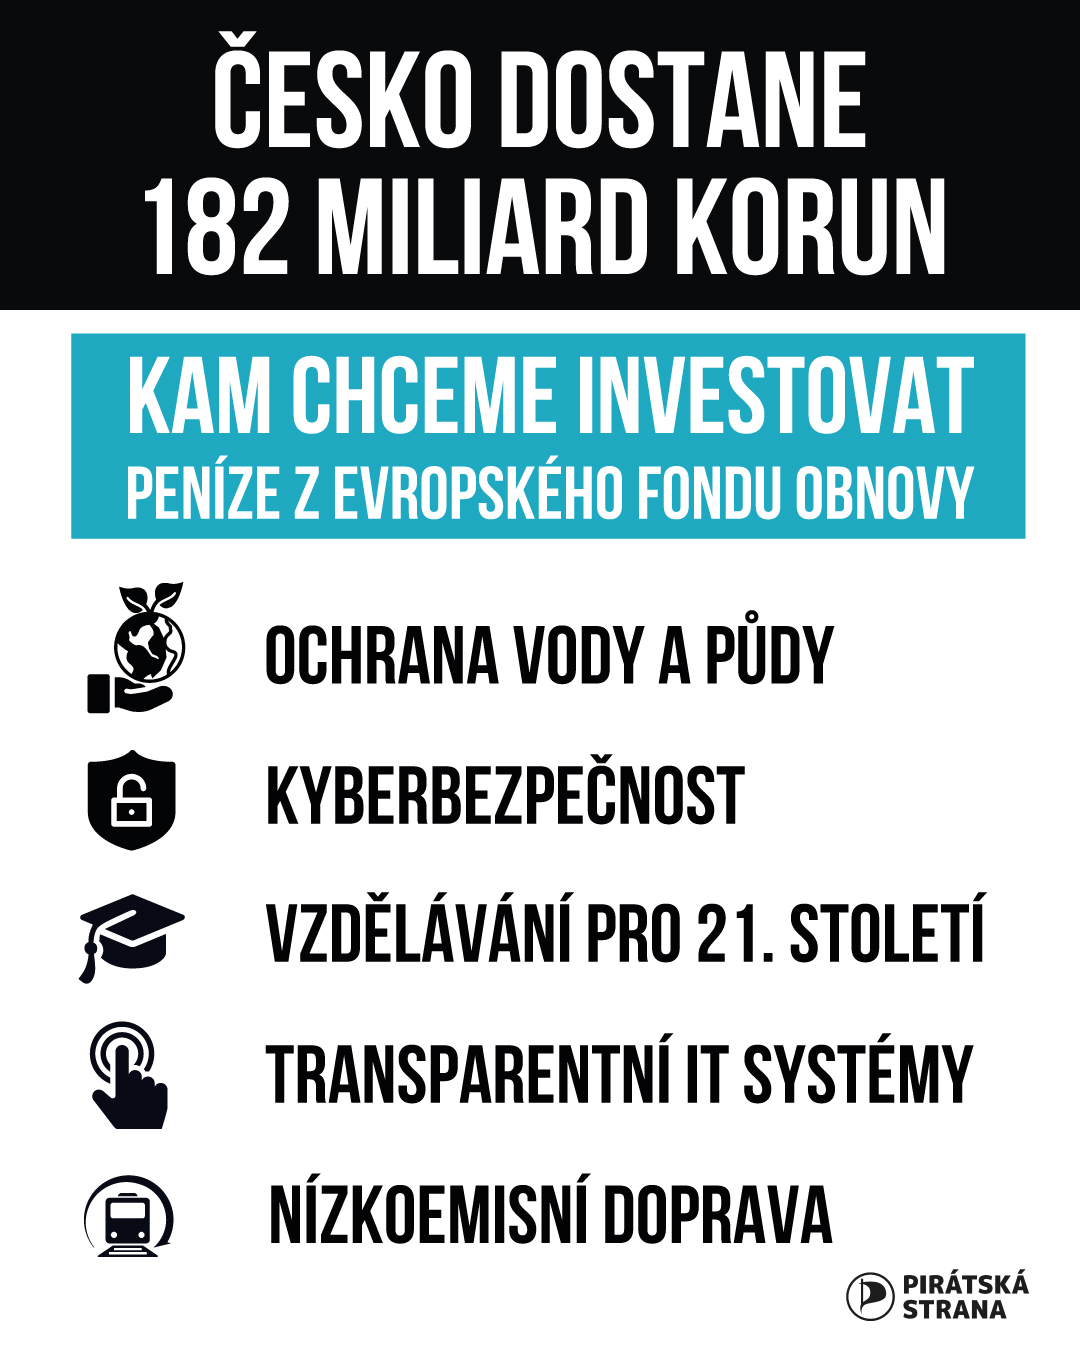 ČESKO DOSTANE
182 MILIARD KORUN
KAM CHCEME INVESTOVAT
PENÍZE Z EVROPSKÉHO FONDU OBNOVY
OCHRANA VODY A PŮDY
KYBERBEZPEČNOST
VZDĚLÁVÁNÍ PRO 21. STOLETÍ
TRANSPARENTNÍ IT SYSTÉMY
NÍZKOEMISNÍ DOPRAVA
PIRÁTSKÁ
STRANA